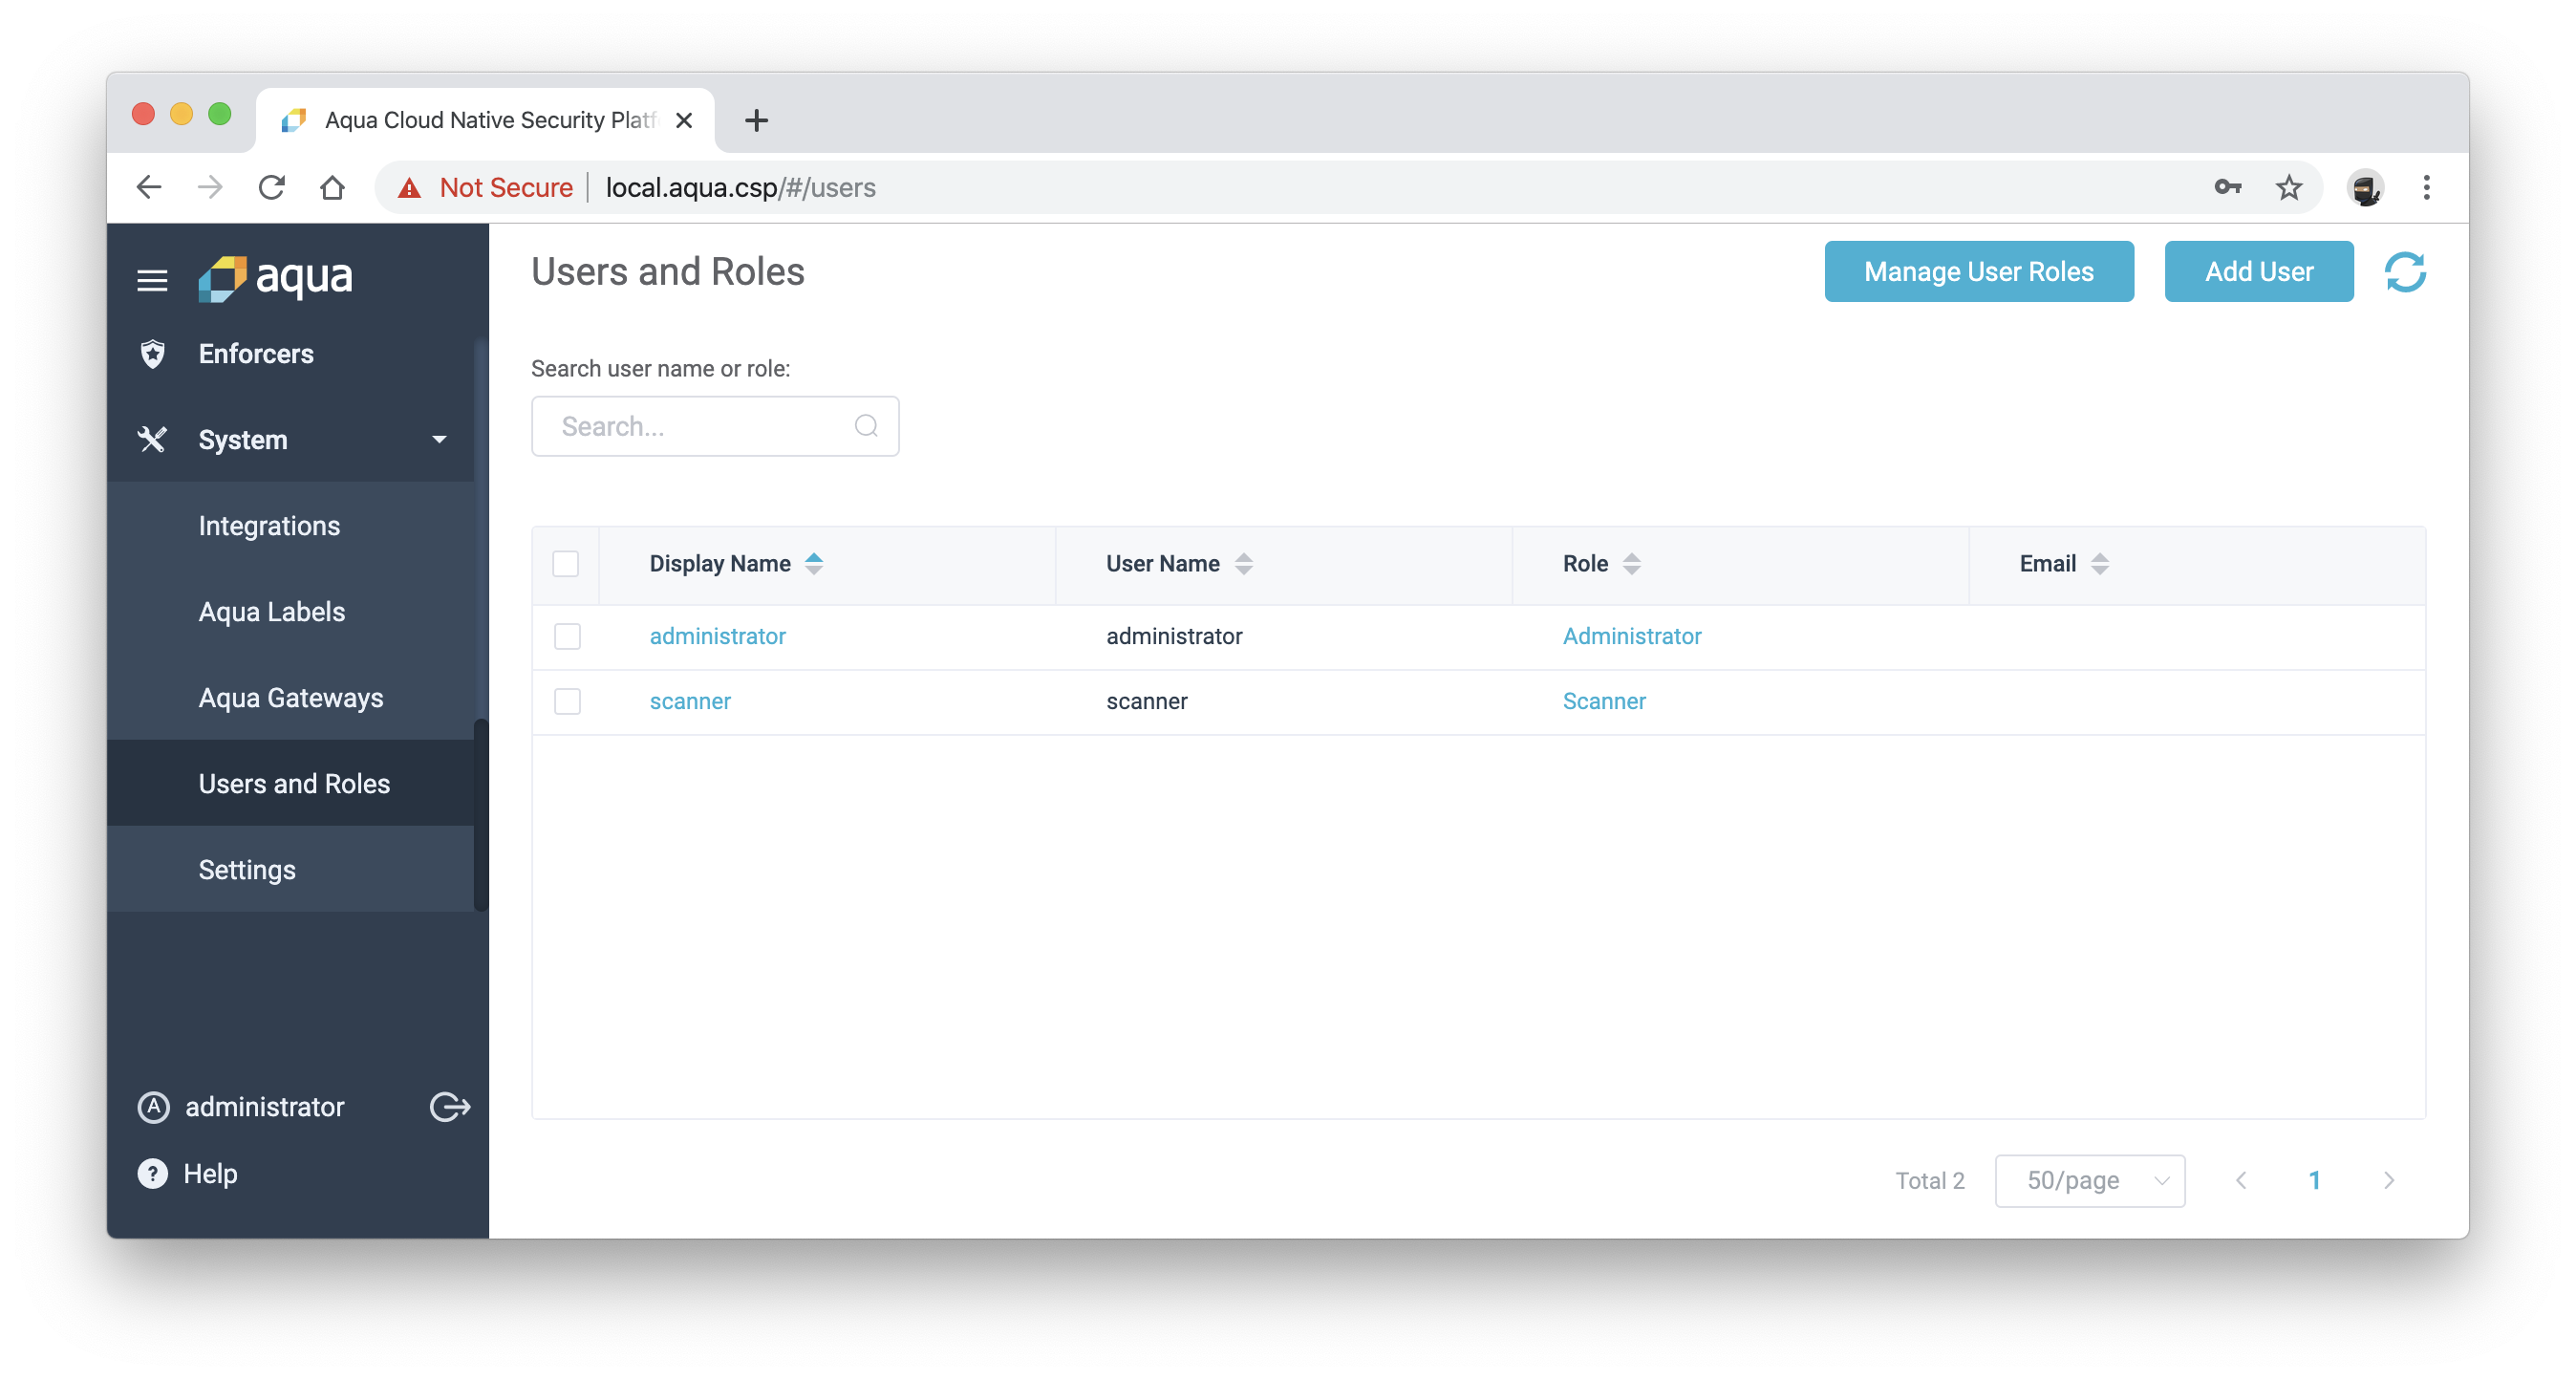 Aqua Cloud Native Security Platf
Not Secure
local.aqua.csp/#/users
aqua
Enforcers
System
Integrations
Aqua Labels
Aqua Gateways
Users and Roles
Settings
A administrator
? Help
Users and Roles
Manage User Roles
Add User
Search user name or role:
Search...
Display Name User Name Role Email
administrator administrator Administrator
scanner scanner Scanner
Total 2 50/page 1